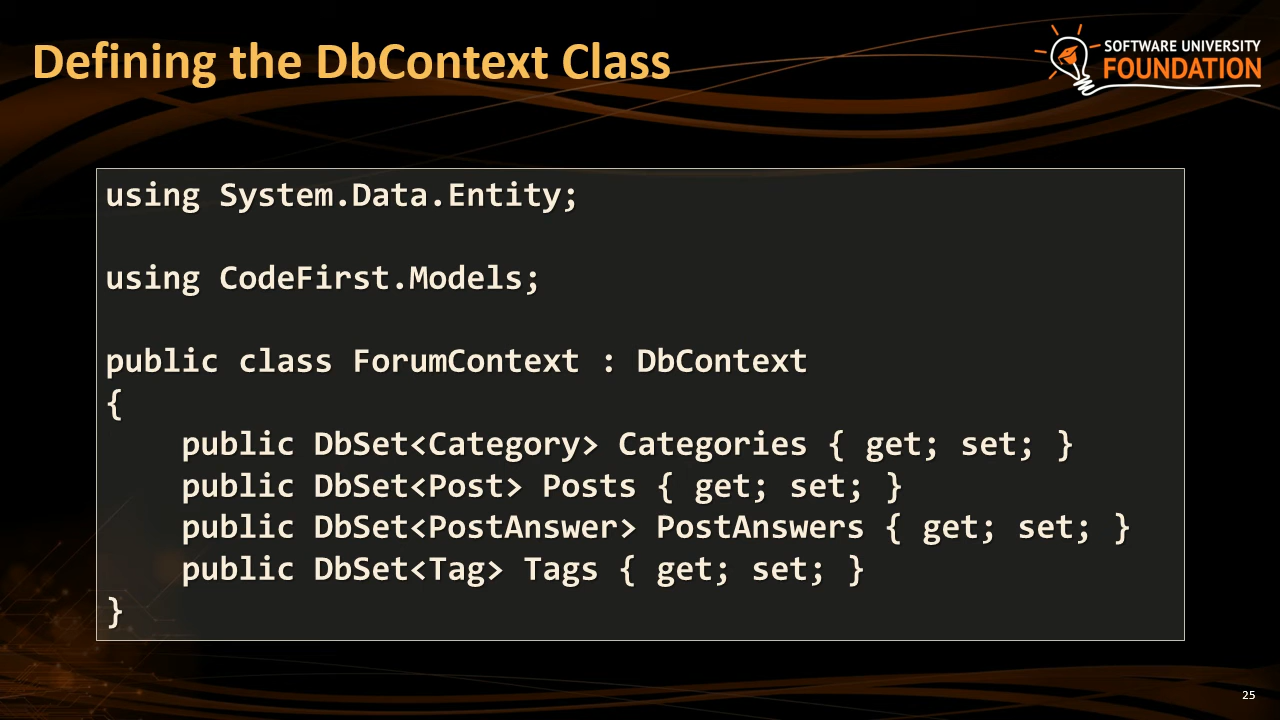 Defining the DbContext Class
SOFTWARE UNIVERSITY
FOUNDATION
using System.Data.Entity;
using CodeFirst.Models;
public class ForumContext : DbContext
{
    public DbSet<Category> Categories { get; set; }
    public DbSet<Post> Posts { get; set; }
    public DbSet<PostAnswer> PostAnswers { get; set; }
    public DbSet<Tag> Tags { get; set; }
}
25